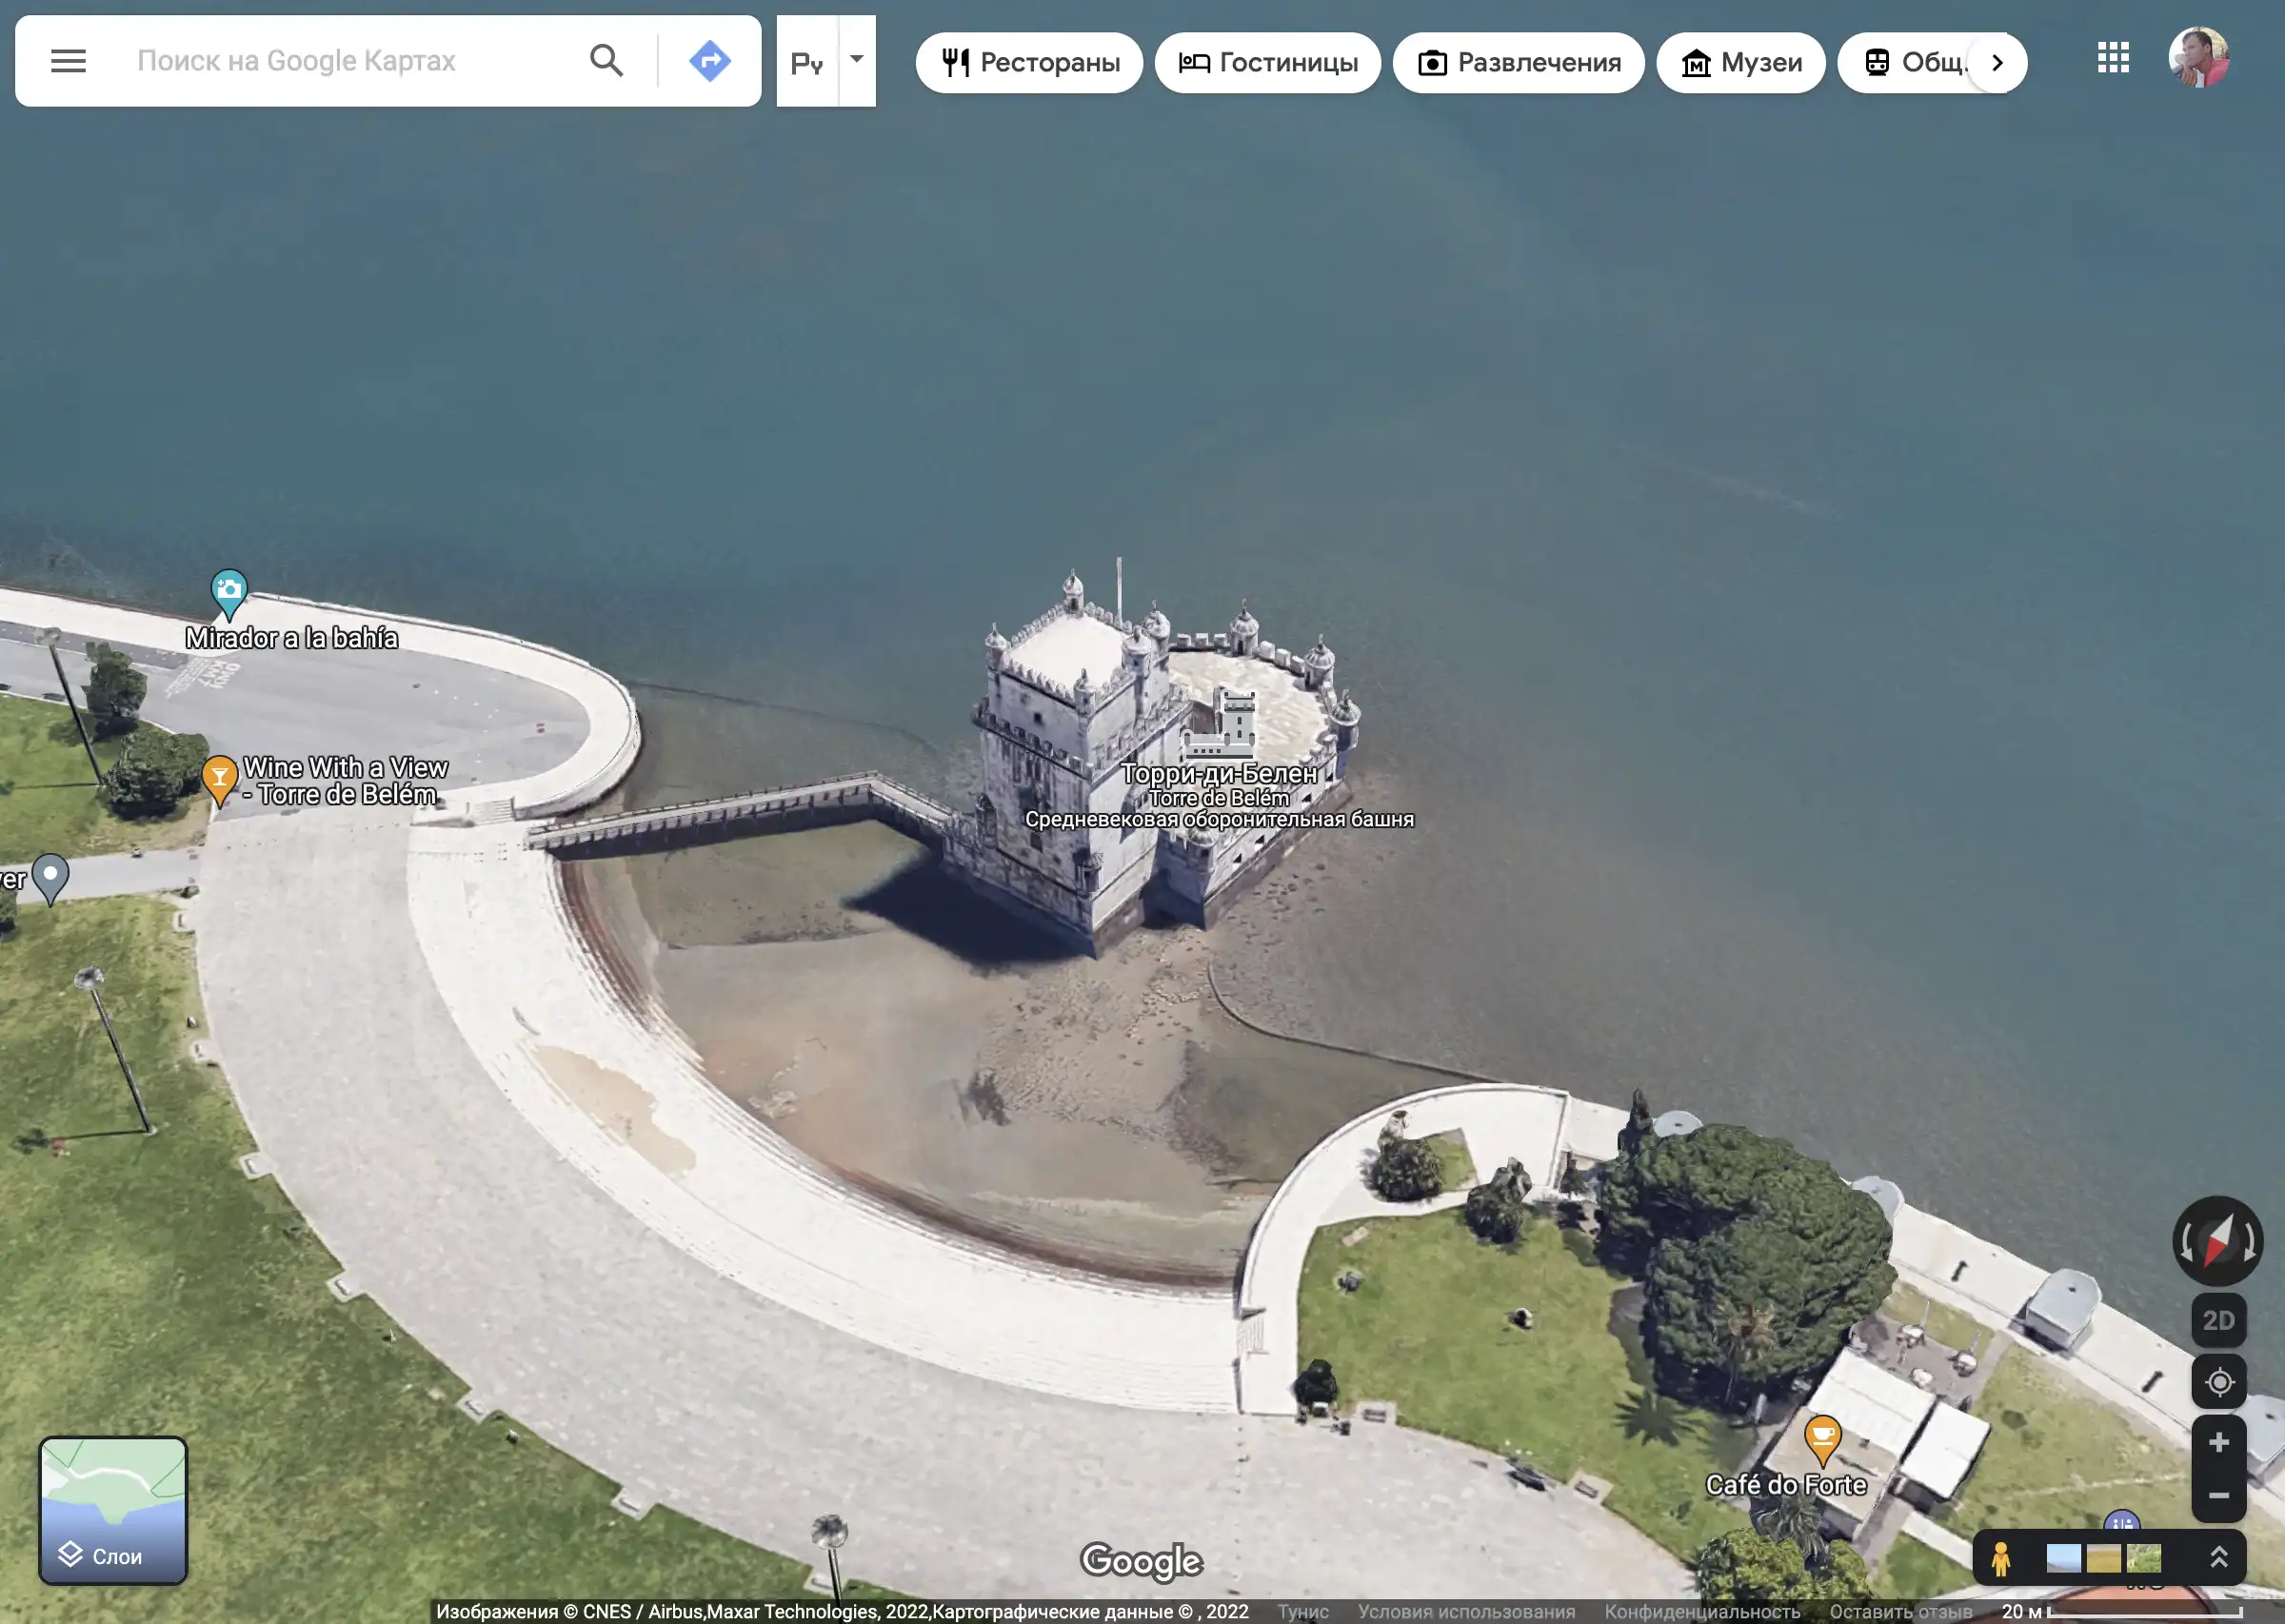 Поиск на Google Картах
Ру
Рестораны
Гостиницы
Развлечения
Музеи
Общ.
Mirador a la bahía
Wine With a View
- Torre de Belém
ver
Торри-ди-Белен
Torre de Belém
Средневековая оборонительная башня
2D
Café do Forte
Слои
Google
Изображения © CNES / Airbus,Maxar Technologies, 2022,Картографические данные © , 2022
Тунис
Условия использования
Конфиденциальность
Оставить отзыв
20 м